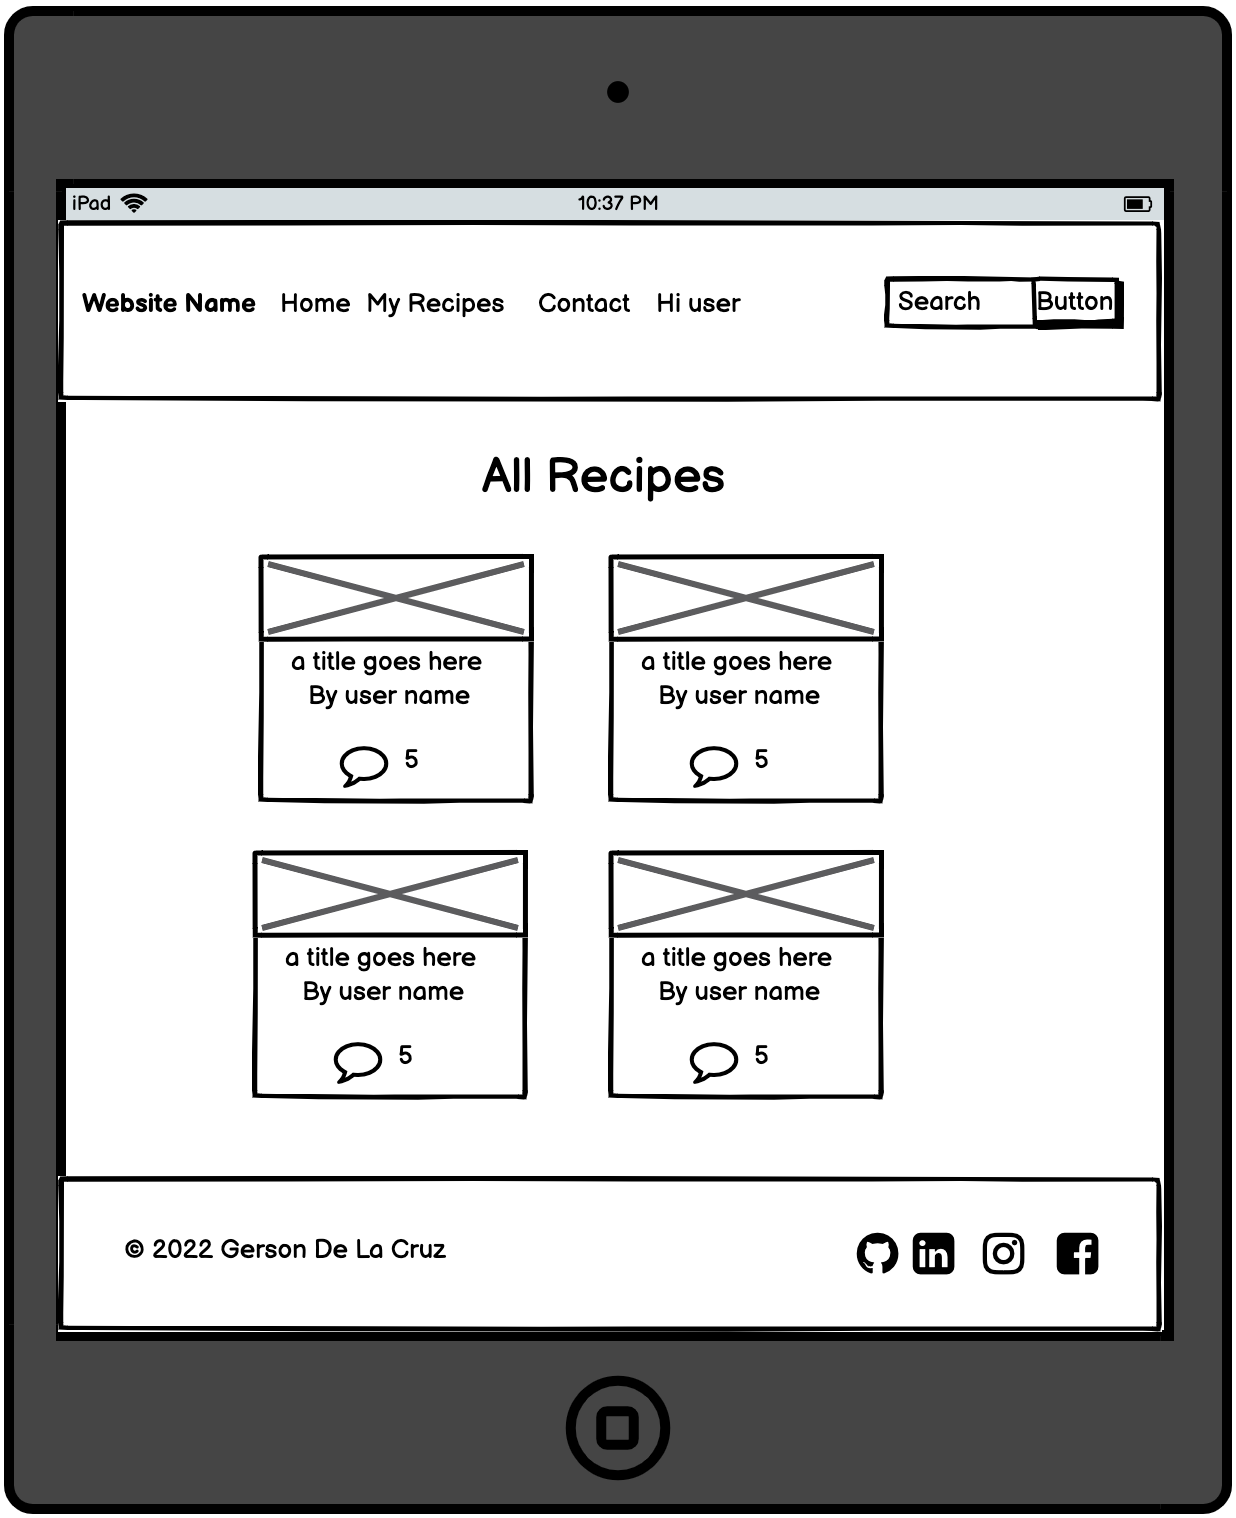 iPad 10:37 PM
Website Name Home My Recipes Contact Hi user Search Button
All Recipes
a title goes here
By user name
5
a title goes here
By user name
5
a title goes here
By user name
5
a title goes here
By user name
5
© 2022 Gerson De La Cruz